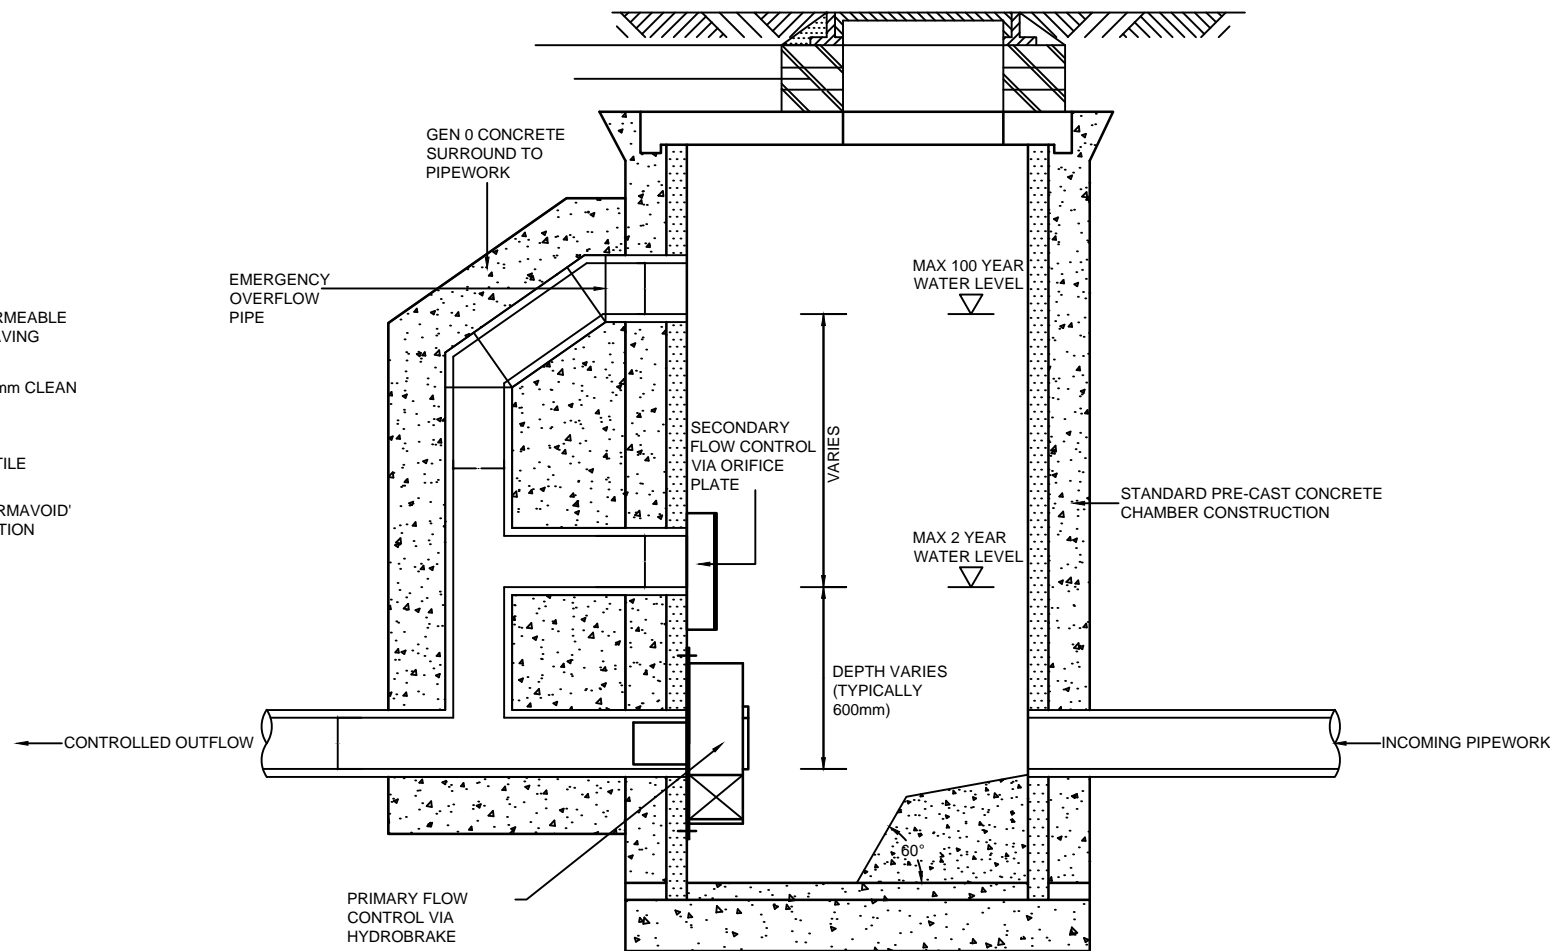 GEN 0 CONCRETE
SURROUND TO
PIPEWORK
EMERGENCY
OVERFLOW
PIPE
RMEABLE
AVING
mm CLEAN
TILE
RMAVOID'
TION
MAX 100 YEAR
WATER LEVEL
SECONDARY
FLOW CONTROL
VIA ORIFICE
PLATE
VARIES
MAX 2 YEAR
WATER LEVEL
STANDARD PRE-CAST CONCRETE
CHAMBER CONSTRUCTION
DEPTH VARIES
(TYPICALLY
600mm)
CONTROLLED OUTFLOW
INCOMING PIPEWORK
60°
PRIMARY FLOW
CONTROL VIA
HYDROBRAKE